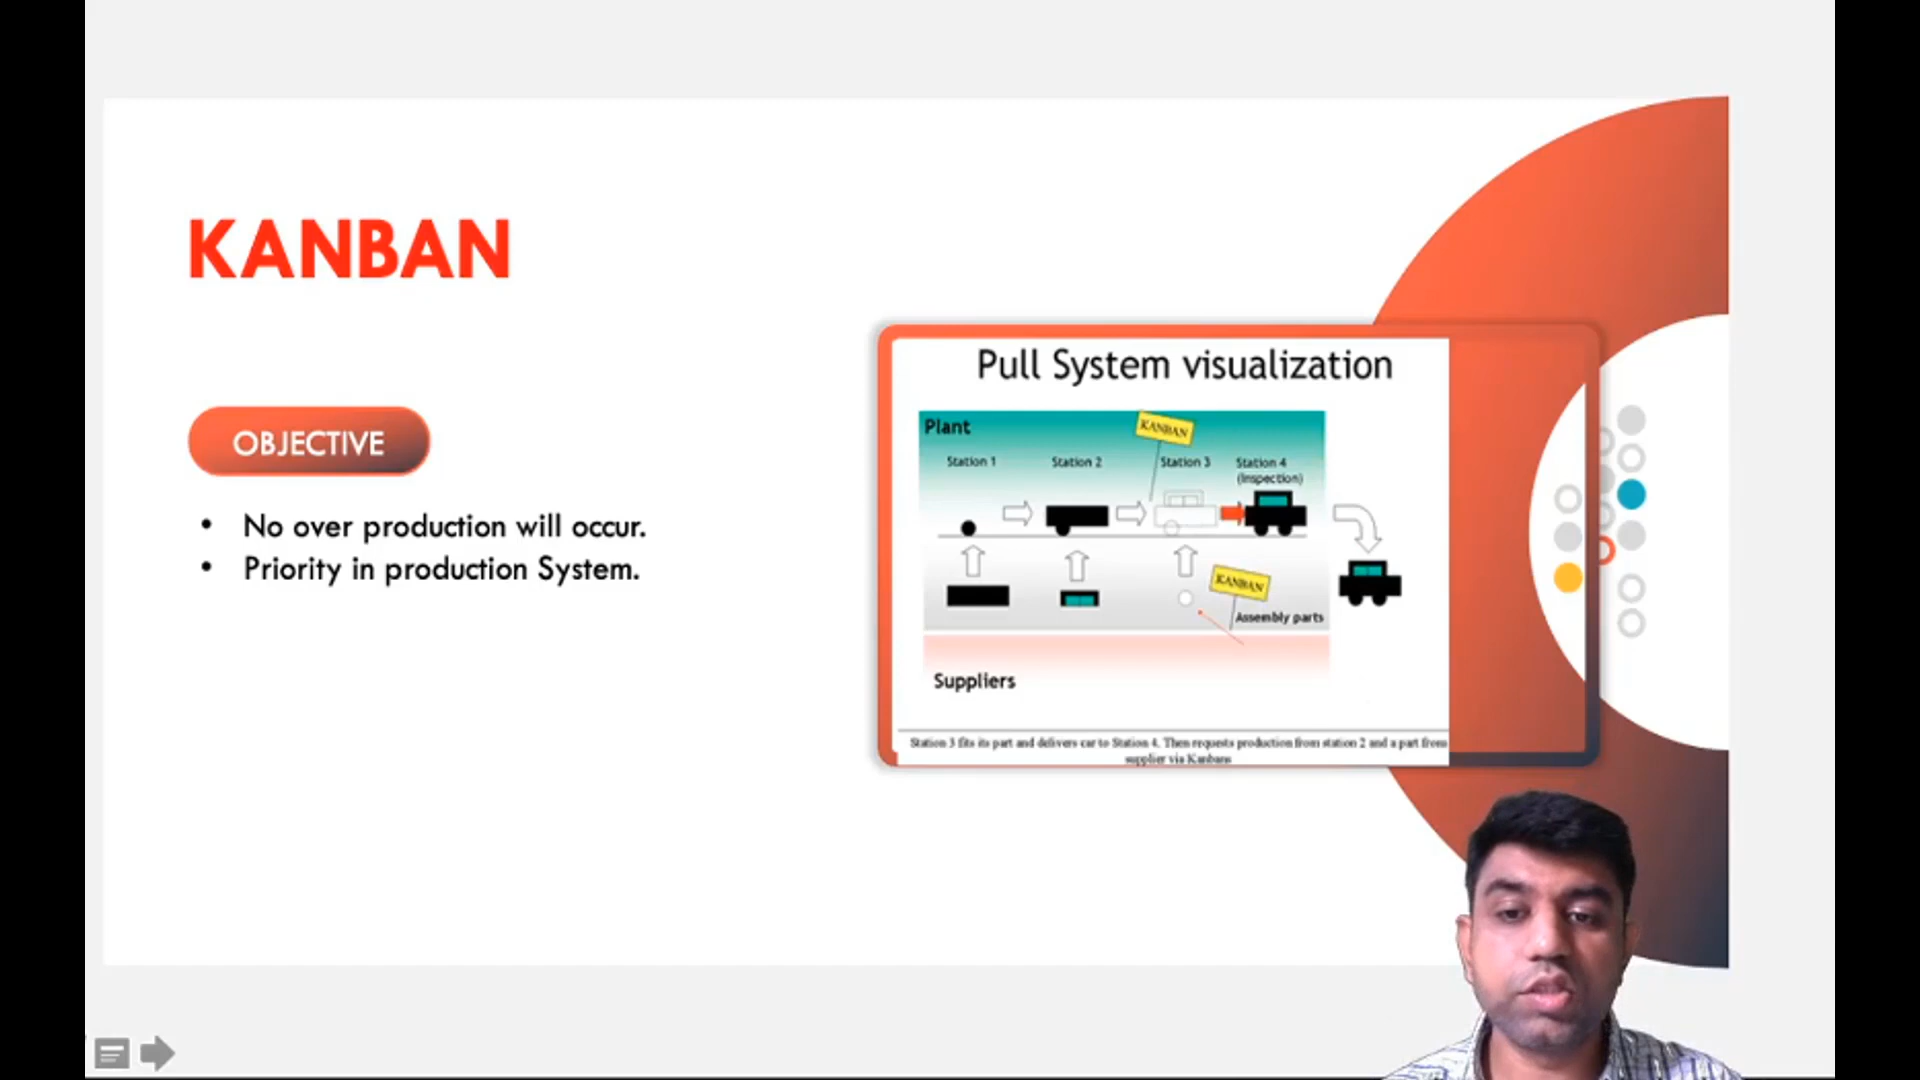 KANBAN
OBJECTIVE
• No over production will occur.
• Priority in production System.
Pull System visualization
Plant
KANBAN
Station 1
Station 2
Station 3
Station 4
(Inspection)
KANBAN
Assembly parts
Suppliers
Station 3 fits its part and delivers car to Station 4. Then requests production from station 2 and a part from
supplier via Kanbans